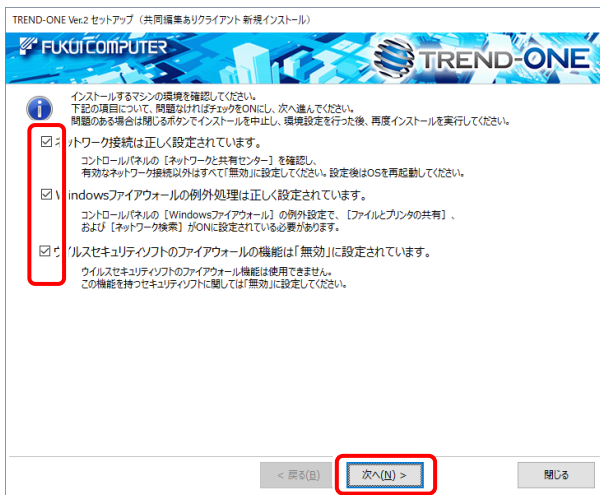 TREND-ONE Ver.2 セットアップ（共同編集ありクライアント 新規インストール）
FUKUI COMPUTER
TREND-ONE
インストールするマシンの環境を確認してください。
下記の項目について、問題なければチェックをONにし、次へ進んでください。
問題のある場合は閉じるボタンでインストールを中止し、環境設定を行った後、再度インストールを実行してください。
ネットワーク接続は正しく設定されています。
コントロールパネルの［ネットワークと共有センター］を確認し、
有効なネットワーク接続以外はすべて「無効」に設定してください。設定後はOSを再起動してください。
Windowsファイアウォールの例外処理は正しく設定されています。
コントロールパネルの［Windowsファイアウォール］の例外設定で、［ファイルとプリンタの共有］、
および［ネットワーク検索］がONに設定されている必要があります。
ウイルスセキュリティソフトのファイアウォールの機能は「無効」に設定されています。
ウイルスセキュリティソフトのファイアウォール機能は使用できません。
この機能を持つセキュリティソフトに関しては「無効」に設定してください。
< 戻る(B) 次へ(N) > 閉じる